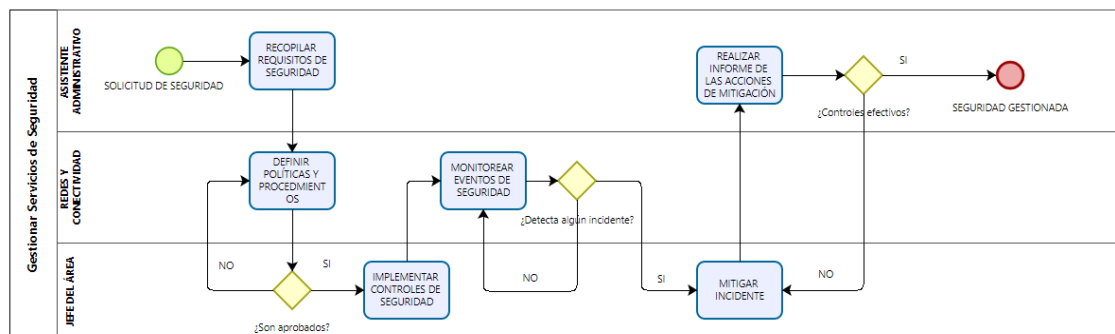 Gestionar Servicios de Seguridad
ASISTENTE
ADMINISTRATIVO
SOLICITUD DE SEGURIDAD
RECOPILAR
REQUISITOS DE
SEGURIDAD
REALIZAR
INFORME DE
LAS ACCIONES
DE MITIGACIÓN
¿Controles efectivos?
SI
SEGURIDAD GESTIONADA
REDES Y
CONECTIVIDAD
DEFINIR
POLÍTICAS Y
PROCEDMIENT
OS
MONITOREAR
EVENTOS DE
SEGURIDAD
¿Detecta algún incidente?
JEFE DEL ÁREA
NO
¿Son aprobados?
SI
IMPLEMENTAR
CONTROLES DE
SEGURIDAD
NO
SI
MITIGAR
INCIDENTE
NO